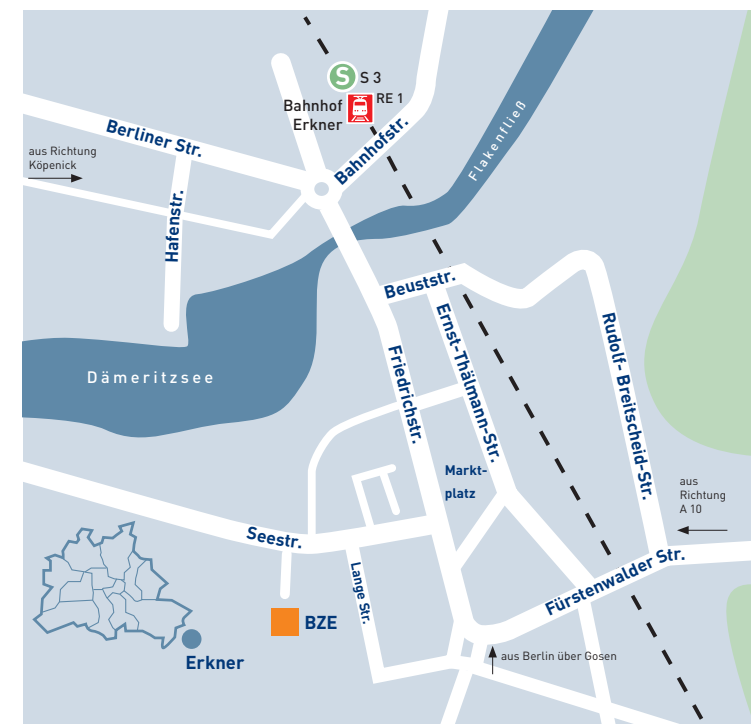 S
S 3
RE 1
Bahnhof
Erkner
Bahnhofstr.
Berliner Str.
aus Richtung
Köpenick
Hafenstr.
Flakenfließ
Beuststr.
Ernst-Thälmann-Str.
Rudolf- Breitscheid-Str.
Friedrichstr.
Dämeritzsee
Markt-
platz
aus
Richtung
A 10
Seestr.
Lange Str.
Fürstenwalder Str.
BZE
Erkner
aus Berlin über Gosen